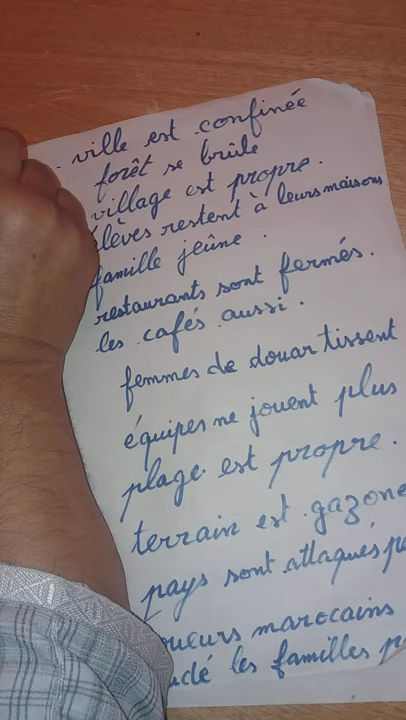 ville est confinée
forêt se brûle
village est propre.
élèves restent à leurs maisons
famille jeûne.
restaurants sont fermés.
les cafés aussi.
femmes de douar tissent
équipes ne jouent plus
plage est propre.
terrain est gazoné
pays sont attaqués
joueurs marocains
les familles